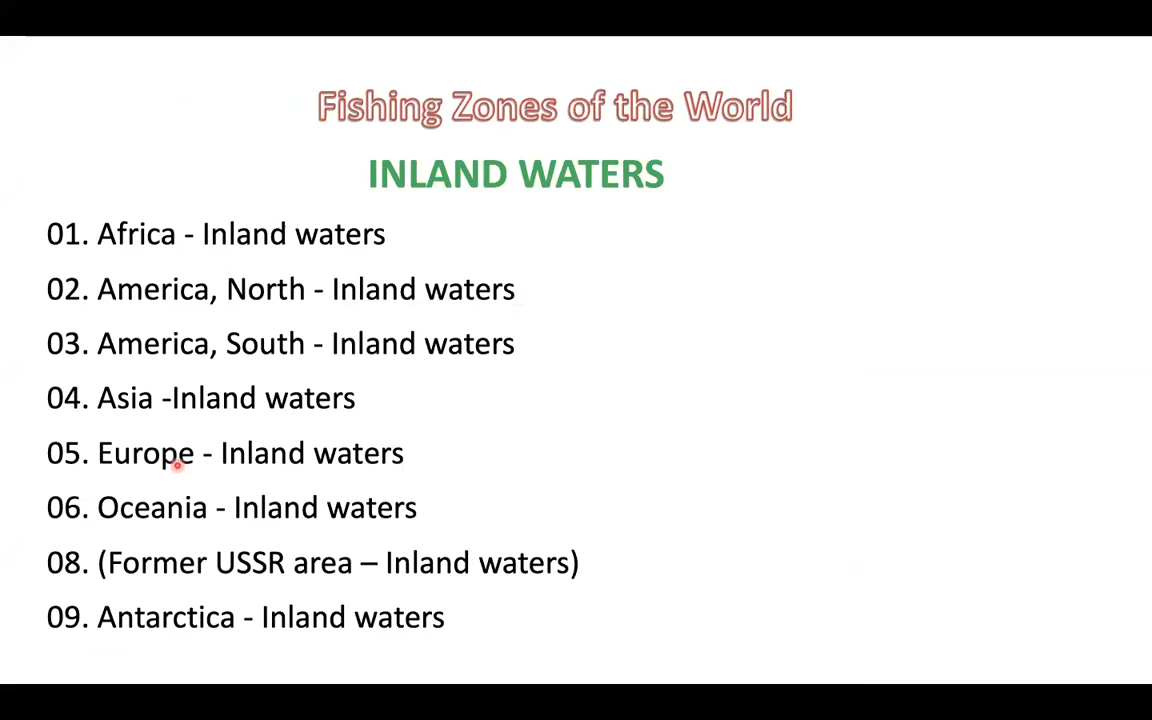 Fishing Zones of the World
INLAND WATERS
01. Africa - Inland waters
02. America, North - Inland waters
03. America, South - Inland waters
04. Asia -Inland waters
05. Europe - Inland waters
06. Oceania - Inland waters
08. (Former USSR area – Inland waters)
09. Antarctica - Inland waters